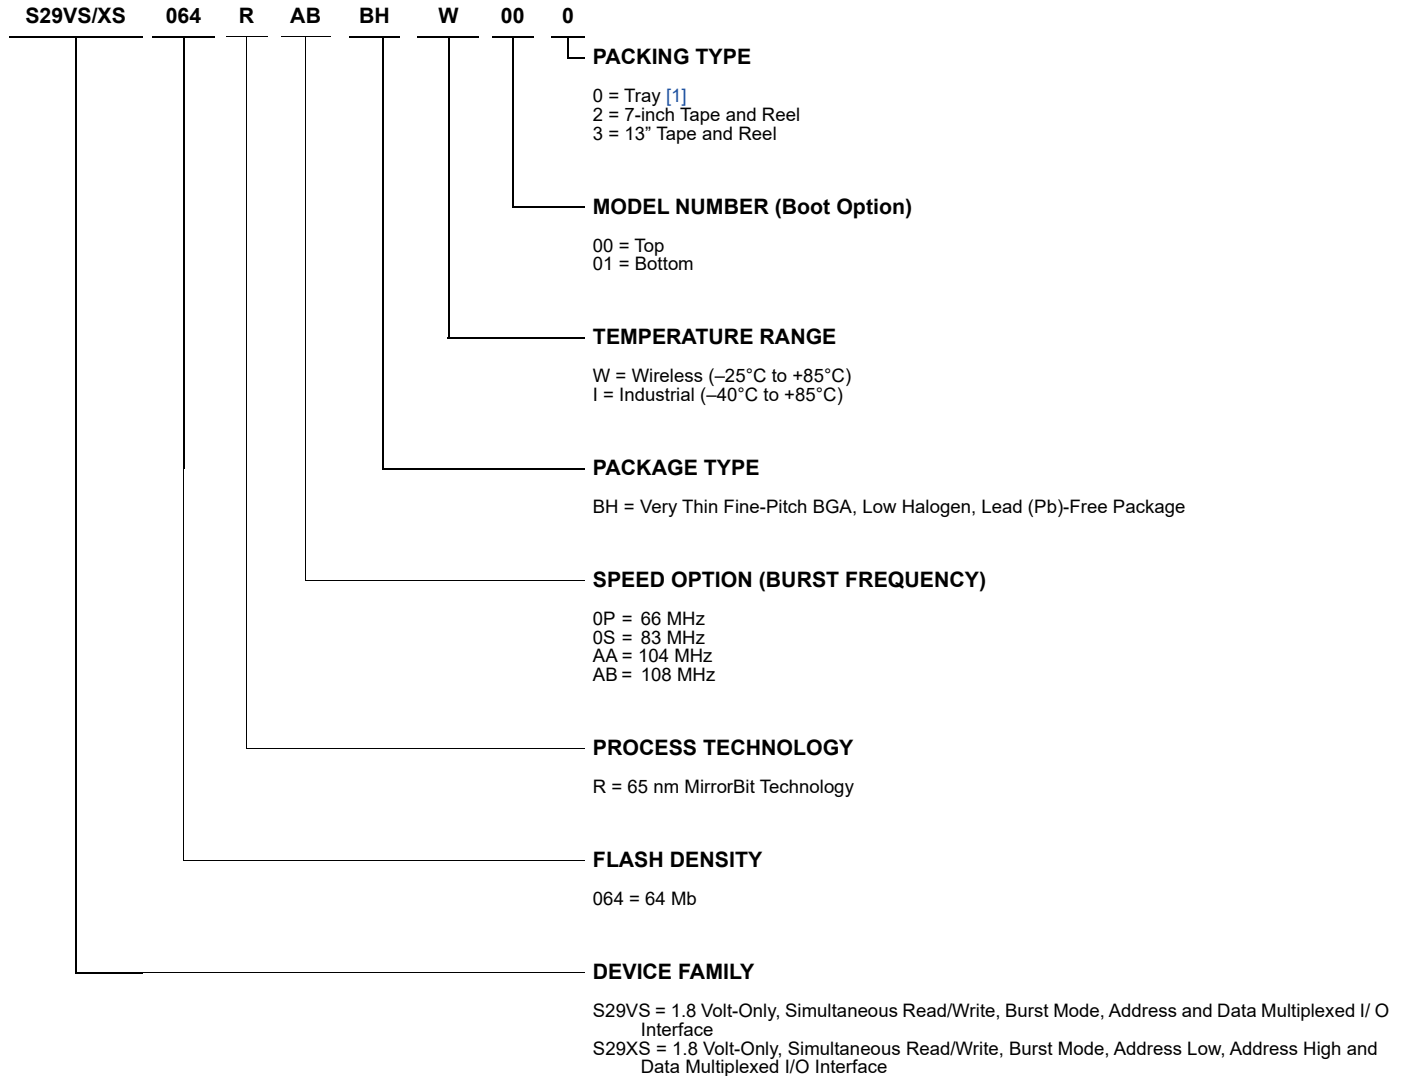 S29VS/XS 064 R AB BH W 00 0
PACKING TYPE
0 = Tray [1]
2 = 7-inch Tape and Reel
3 = 13” Tape and Reel
MODEL NUMBER (Boot Option)
00 = Top
01 = Bottom
TEMPERATURE RANGE
W = Wireless (–25°C to +85°C)
I = Industrial (–40°C to +85°C)
PACKAGE TYPE
BH = Very Thin Fine-Pitch BGA, Low Halogen, Lead (Pb)-Free Package
SPEED OPTION (BURST FREQUENCY)
0P = 66 MHz
0S = 83 MHz
AA = 104 MHz
AB = 108 MHz
PROCESS TECHNOLOGY
R = 65 nm MirrorBit Technology
FLASH DENSITY
064 = 64 Mb
DEVICE FAMILY
S29VS = 1.8 Volt-Only, Simultaneous Read/Write, Burst Mode, Address and Data Multiplexed I/ O
Interface
S29XS = 1.8 Volt-Only, Simultaneous Read/Write, Burst Mode, Address Low, Address High and
Data Multiplexed I/O Interface